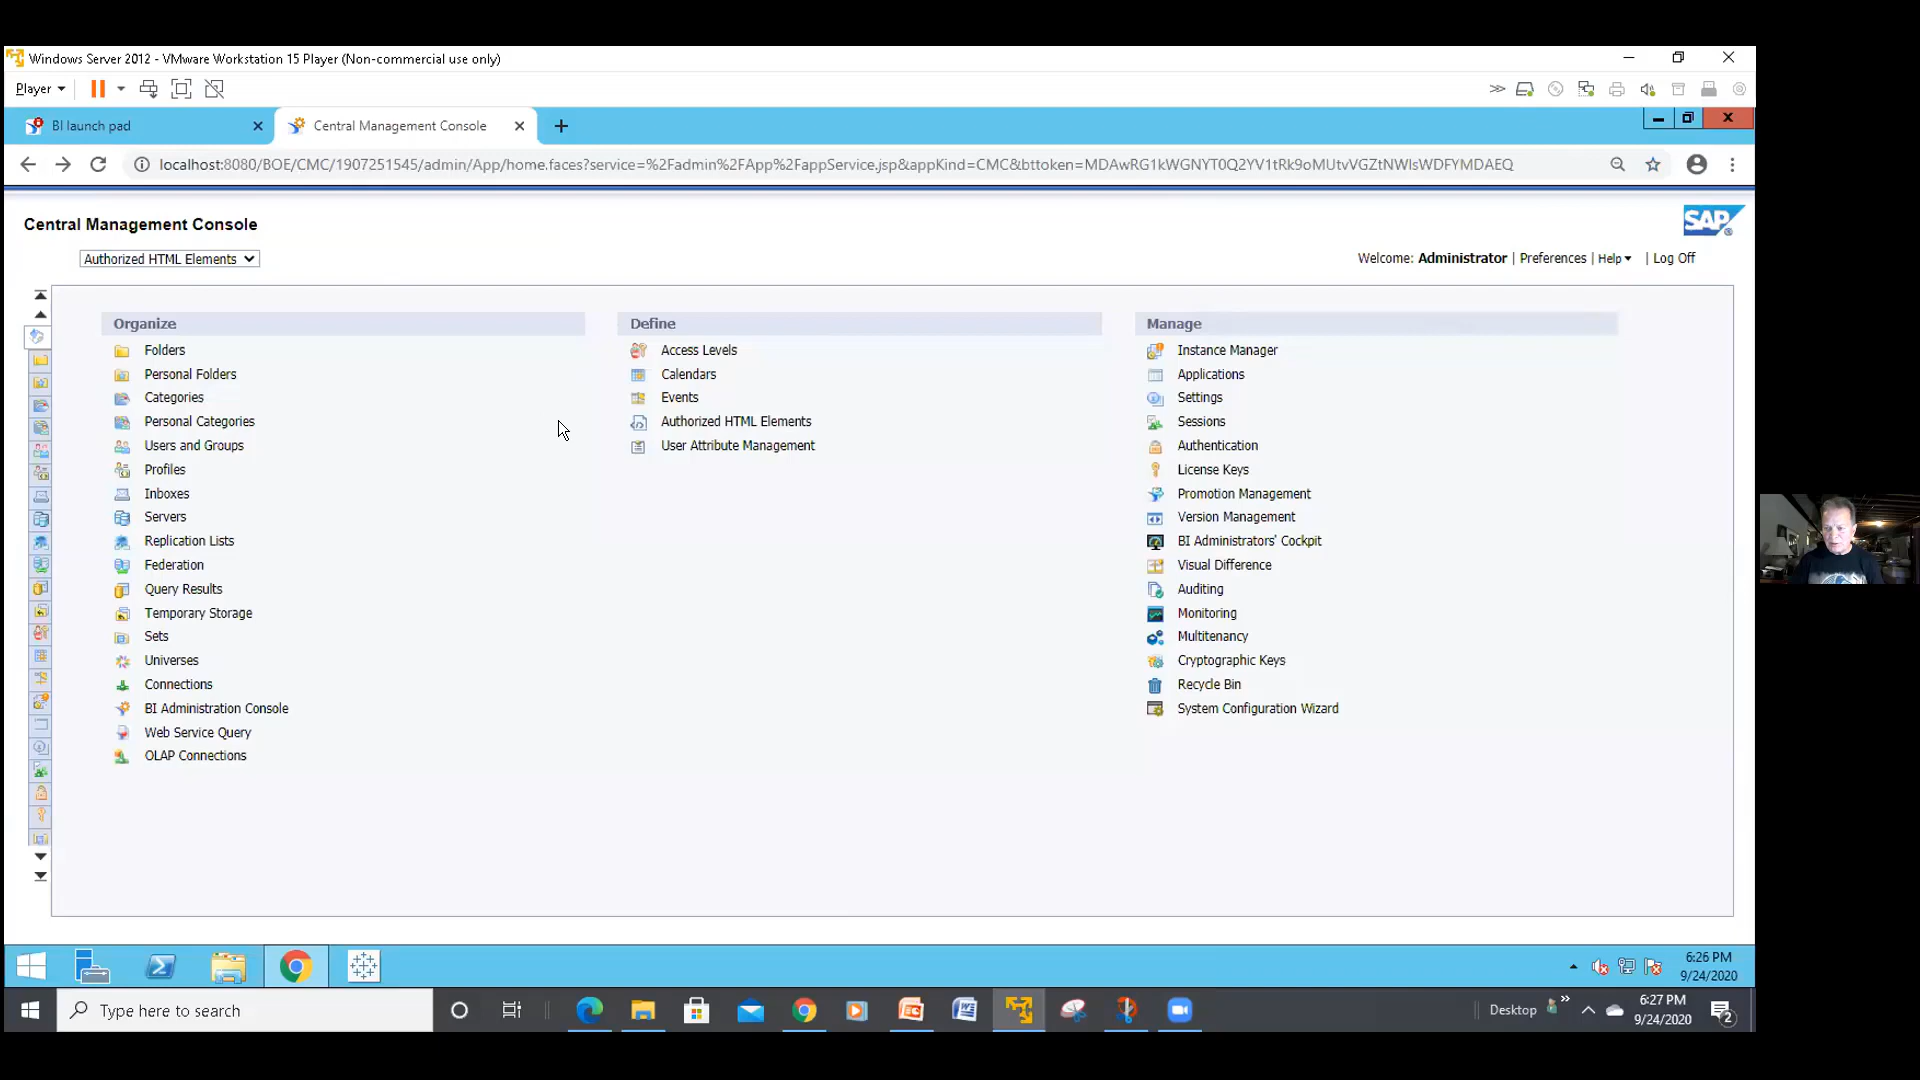 Windows Server 2012 - VMware Workstation 15 Player (Non-commercial use only)
Player
BI launch pad
Central Management Console
localhost:8080/BOE/CMC/1907251545/admin/App/home.faces?service=%2Fadmin%2FApp%2FappService.jsp&appKind=CMC&bttoken=MDAwRG1kWGNYT0Q2YV1tRk9oMUtvVGZtNWlsWDFYMDAEQ
Central Management Console
SAP
Authorized HTML Elements
Welcome: Administrator | Preferences | Help | Log Off
Organize
Folders
Personal Folders
Categories
Personal Categories
Users and Groups
Profiles
Inboxes
Servers
Replication Lists
Federation
Query Results
Temporary Storage
Sets
Universes
Connections
BI Administration Console
Web Service Query
OLAP Connections
Define
Access Levels
Calendars
Events
Authorized HTML Elements
User Attribute Management
Manage
Instance Manager
Applications
Settings
Sessions
Authentication
License Keys
Promotion Management
Version Management
BI Administrators' Cockpit
Visual Difference
Auditing
Monitoring
Multitenancy
Cryptographic Keys
Recycle Bin
System Configuration Wizard
6:26 PM
9/24/2020
Type here to search
Desktop
6:27 PM
9/24/2020
2